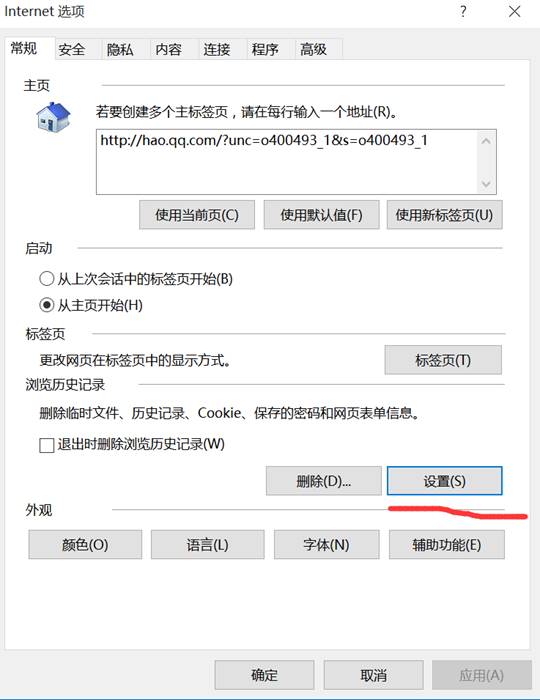 Internet 选项
?
常规 安全 隐私 内容 连接 程序 高级
主页
若要创建多个主标签页，请在每行输入一个地址(R)。
http://hao.qq.com/?unc=o400493_1&s=o400493_1
使用当前页(C) 使用默认值(F) 使用新标签页(U)
启动
从上次会话中的标签页开始(B)
从主页开始(H)
标签页
更改网页在标签页中的显示方式。 标签页(T)
浏览历史记录
删除临时文件、历史记录、Cookie、保存的密码和网页表单信息。
退出时删除浏览历史记录(W)
删除(D)... 设置(S)
外观
颜色(O) 语言(L) 字体(N) 辅助功能(E)
确定 取消 应用(A)